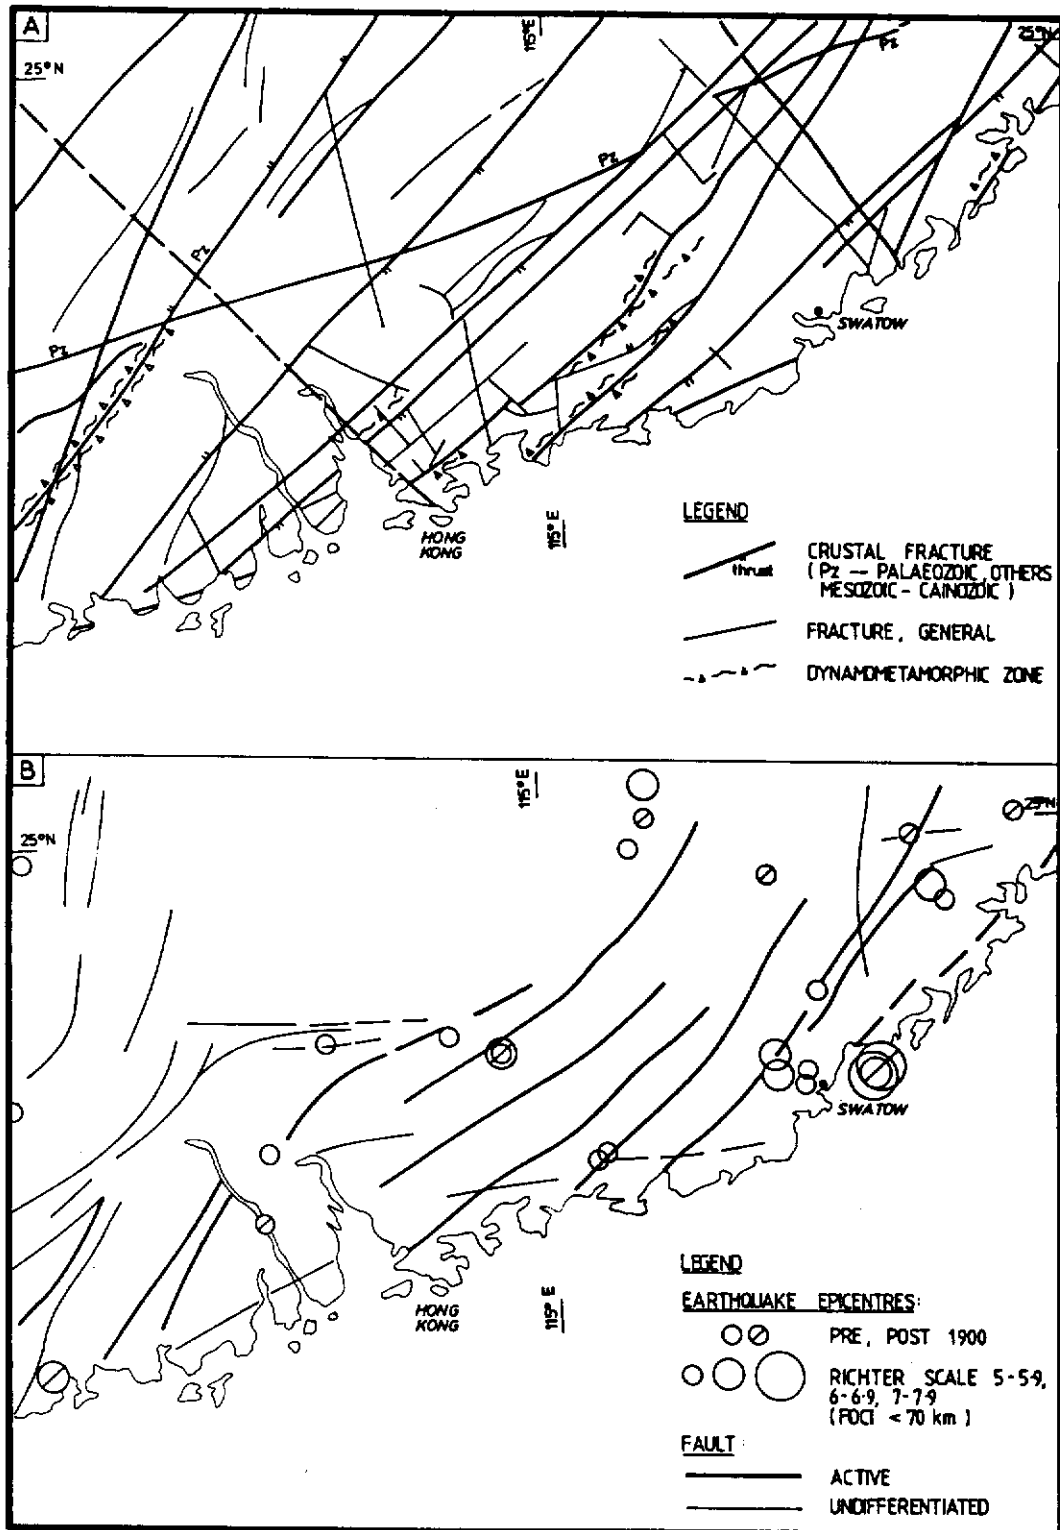 A
25°N
115°E
Pz
25°N
Pz
Pz
Pz
SWATOW
HONG
KONG
115° E
LEGEND
thrust
CRUSTAL FRACTURE
( Pz — PALAEOZOIC, OTHERS
MESOZOIC - CAINOZOIC )
FRACTURE, GENERAL
DYNAMOMETAMORPHIC ZONE
B
25°N
115°E
25°N
SWATOW
HONG
KONG
115° E
LEGEND
EARTHQUAKE EPICENTRES:
PRE, POST 1900
RICHTER SCALE 5-5·9,
6-6·9, 7-7·9
( FOCI < 70 km )
FAULT :
ACTIVE
UNDIFFERENTIATED